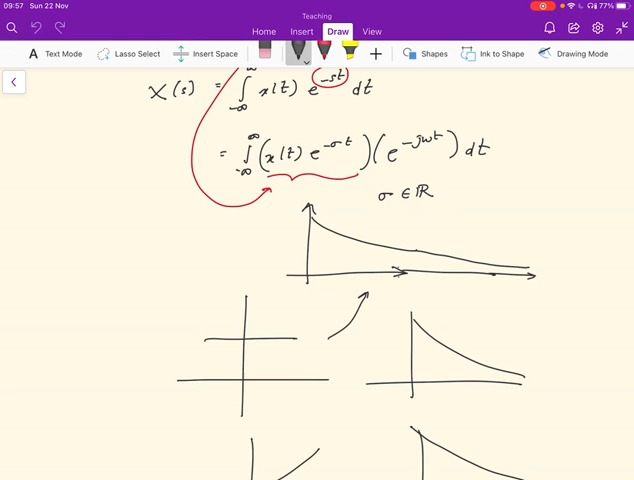 09:57 Sun 22 Nov
77%
Teaching
Home Insert Draw View
Text Mode Lasso Select Insert Space Shapes Ink to Shape Drawing Mode
X(s) = ∫_{-∞}^{∞} x(t) e^{-st} dt
= ∫_{-∞}^{∞} (x(t) e^{-σt}) (e^{-jωt}) dt
σ ∈ ℝ